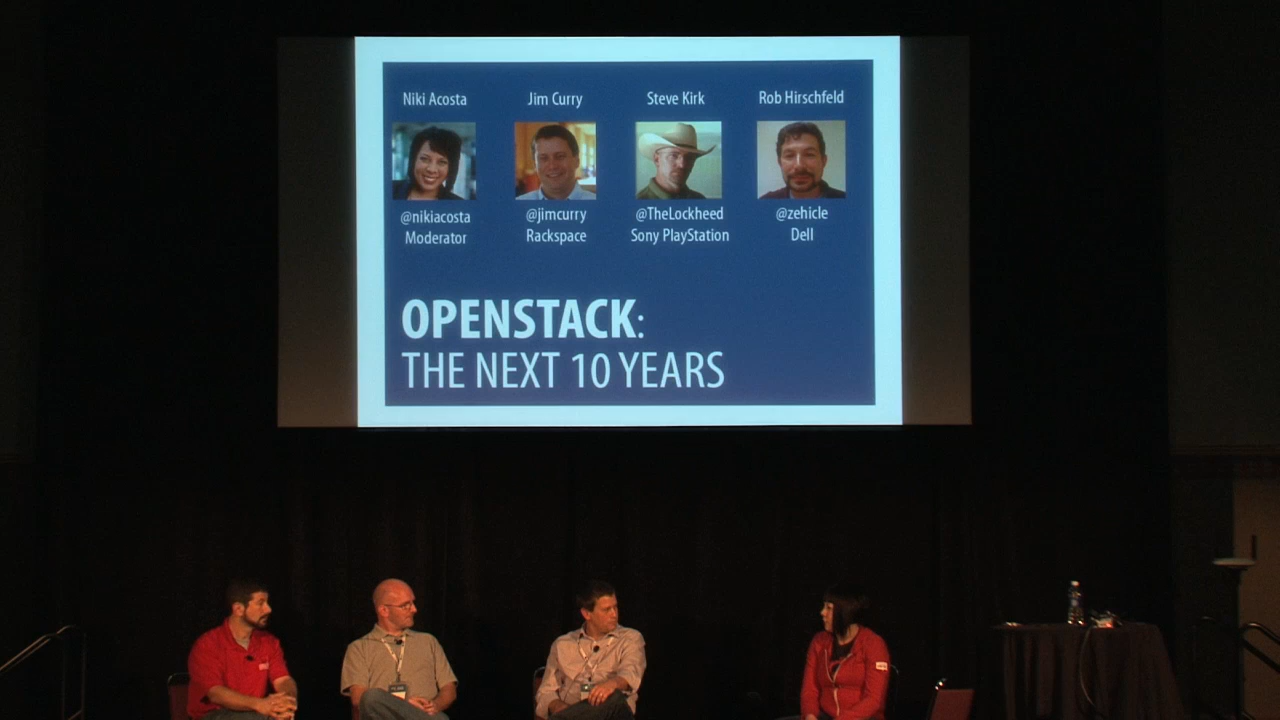 Niki Acosta
Jim Curry
Steve Kirk
Rob Hirschfeld
@nikiacosta
@jimcurry
@TheLockheed
@zehicle
Moderator
Rackspace
Sony PlayStation
Dell
OPENSTACK:
THE NEXT 10 YEARS